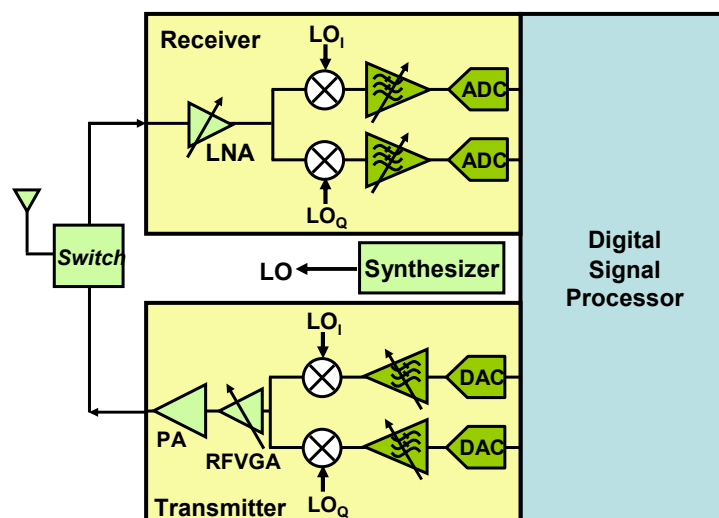 Receiver
LO_I
ADC
LNA
ADC
LO_Q
Switch
LO
Synthesizer
Digital
Signal
Processor
LO_I
DAC
PA
RFVGA
DAC
LO_Q
Transmitter